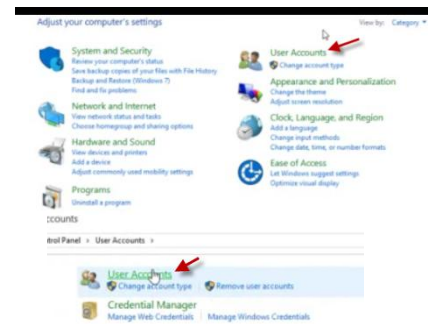 Adjust your computer's settings
View by: Category
System and Security
Review your computer's status
Save backup copies of your files with File History
Backup and Restore (Windows 7)
Find and fix problems
Network and Internet
View network status and tasks
Choose homegroup and sharing options
Hardware and Sound
View devices and printers
Add a device
Adjust commonly used mobility settings
Programs
Uninstall a program
User Accounts
Change account type
Appearance and Personalization
Change the theme
Adjust screen resolution
Clock, Language, and Region
Add a language
Change input methods
Change date, time, or number formats
Ease of Access
Let Windows suggest settings
Optimize visual display
counts
trol Panel > User Accounts >
User Accounts
Change account type Remove user accounts
Credential Manager
Manage Web Credentials Manage Windows Credentials